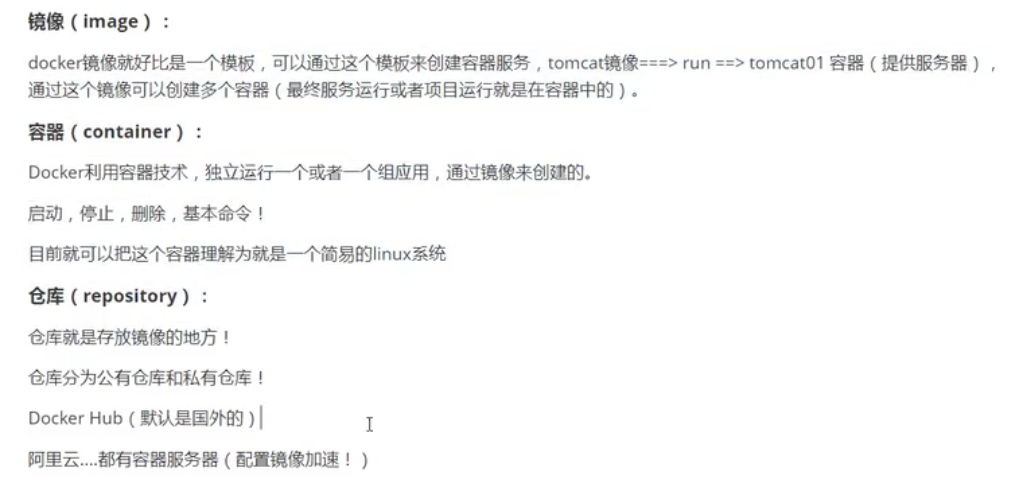 镜像（image）：
docker镜像就好比是一个模板，可以通过这个模板来创建容器服务，tomcat镜像===> run ==> tomcat01 容器（提供服务器），
通过这个镜像可以创建多个容器（最终服务运行或者项目运行就是在容器中的）。
容器（container）：
Docker利用容器技术，独立运行一个或者一个组应用，通过镜像来创建的。
启动，停止，删除，基本命令！
目前就可以把这个容器理解为就是一个简易的linux系统
仓库（repository）：
仓库就是存放镜像的地方！
仓库分为公有仓库和私有仓库！
Docker Hub（默认是国外的）
阿里云....都有容器服务器（配置镜像加速！）